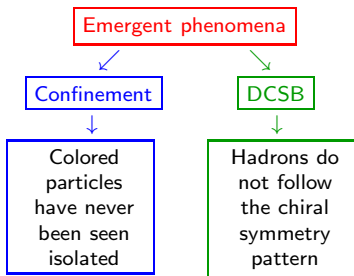 Emergent phenomena
Confinement
DCSB
Colored
particles
have never
been seen
isolated
Hadrons do
not follow
the chiral
symmetry
pattern